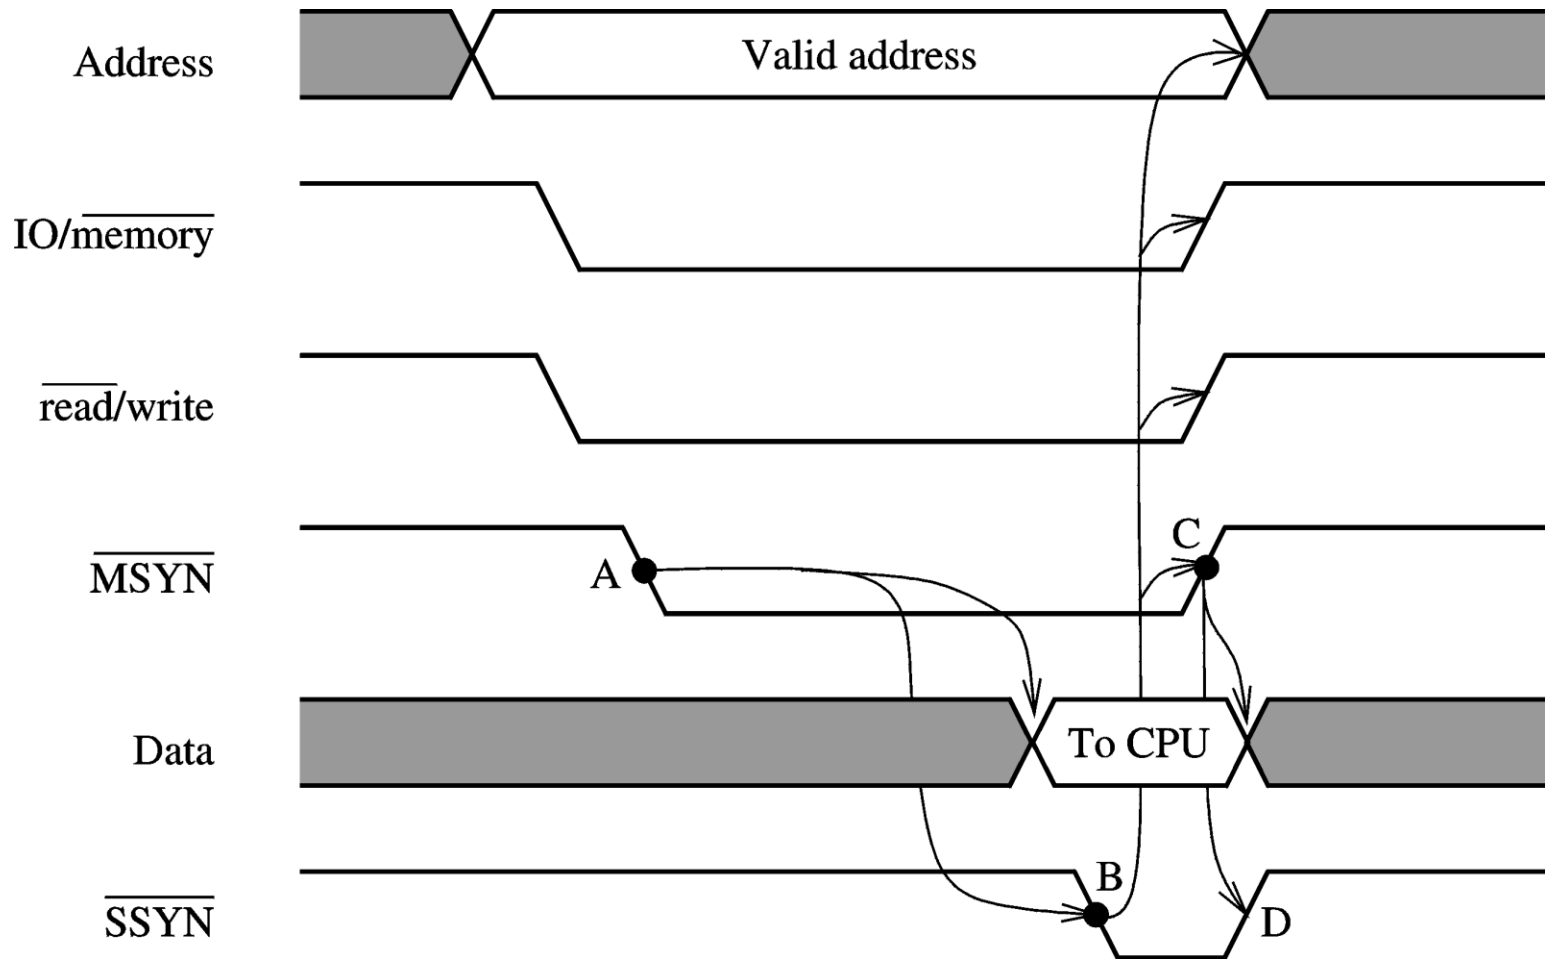 Address
Valid address
IO/memory
read/write
C
A
MSYN
Data
To CPU
B
SSYN
D